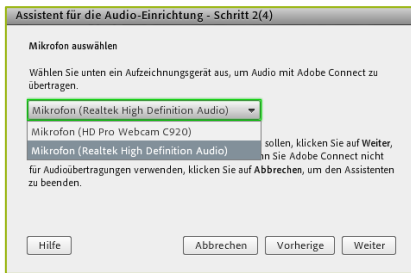 Assistent für die Audio-Einrichtung - Schritt 2(4)
Mikrofon auswählen
Wählen Sie unten ein Aufzeichnungsgerät aus, um Audio mit Adobe Connect zu
übertragen.
Mikrofon (Realtek High Definition Audio)
Mikrofon (HD Pro Webcam C920)
sollen, klicken Sie auf Weiter,
Mikrofon (Realtek High Definition Audio)
Sie Adobe Connect nicht
für Audioübertragungen verwenden, klicken Sie auf Abbrechen, um den Assistenten
zu beenden.
Hilfe Abbrechen Vorherige Weiter